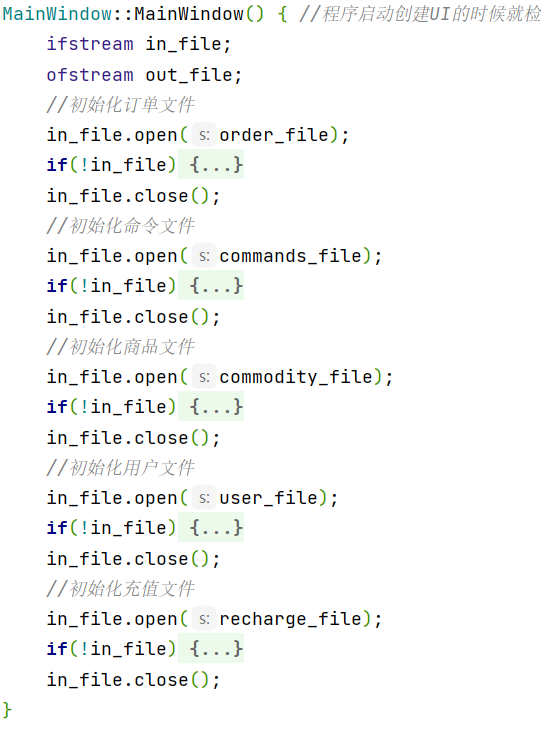 MainWindow::MainWindow() { //程序启动创建UI的时候就检
ifstream in_file;
ofstream out_file;
//初始化订单文件
in_file.open( s: order_file);
if(!in_file) {...}
in_file.close();
//初始化命令文件
in_file.open( s: commands_file);
if(!in_file) {...}
in_file.close();
//初始化商品文件
in_file.open( s: commodity_file);
if(!in_file) {...}
in_file.close();
//初始化用户文件
in_file.open( s: user_file);
if(!in_file) {...}
in_file.close();
//初始化充值文件
in_file.open( s: recharge_file);
if(!in_file) {...}
in_file.close();
}